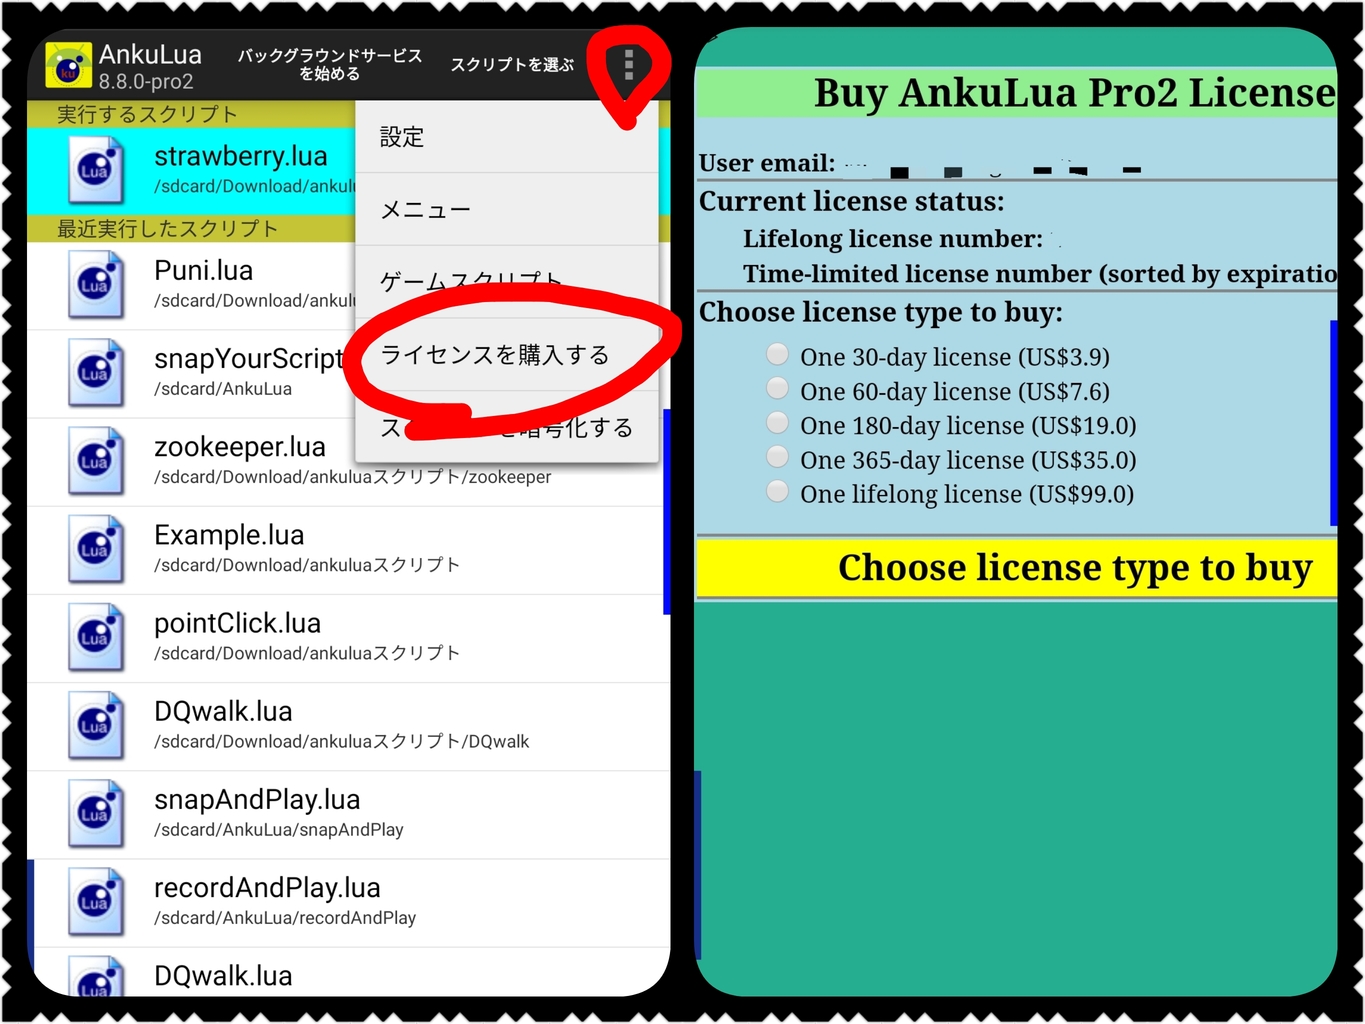 AnkuLua
8.8.0-pro2
バックグラウンドサービス
を始める
スクリプトを選ぶ
実行するスクリプト
strawberry.lua
/sdcard/Download/ankul
最近実行したスクリプト
Puni.lua
/sdcard/Download/ankul
snapYourScript
/sdcard/AnkuLua
zookeeper.lua
/sdcard/Download/ankuluaスクリプト/zookeeper
Example.lua
/sdcard/Download/ankuluaスクリプト
pointClick.lua
/sdcard/Download/ankuluaスクリプト
DQwalk.lua
/sdcard/Download/ankuluaスクリプト/DQwalk
snapAndPlay.lua
/sdcard/AnkuLua/snapAndPlay
recordAndPlay.lua
/sdcard/AnkuLua/recordAndPlay
DQwalk.lua
設定
メニュー
ゲームスクリプト
ライセンスを購入する
暗号化する
Buy AnkuLua Pro2 License
User email:
Current license status:
Lifelong license number:
Time-limited license number (sorted by expiratio
Choose license type to buy:
One 30-day license (US$3.9)
One 60-day license (US$7.6)
One 180-day license (US$19.0)
One 365-day license (US$35.0)
One lifelong license (US$99.0)
Choose license type to buy